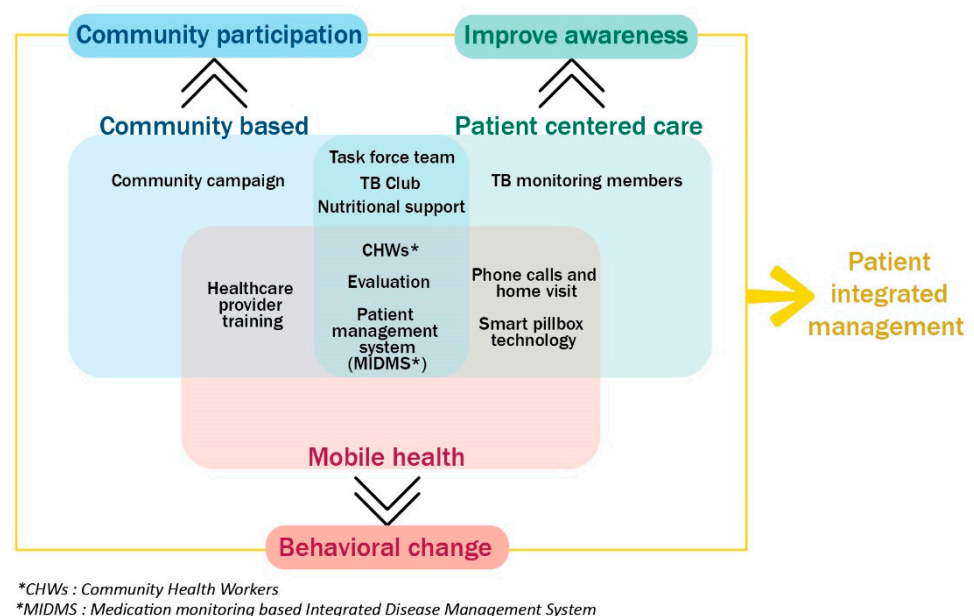 Community participation
Improve awareness
Community based
Patient centered care
Task force team
Community campaign
TB Club
TB monitoring members
Nutritional support
CHWs*
Healthcare
provider
training
Evaluation
Patient
management
system
(MIDMS*)
Phone calls and
home visit
Smart pillbox
technology
Patient
integrated
management
Mobile health
Behavioral change
*CHWs : Community Health Workers
*MIDMS : Medication monitoring based Integrated Disease Management System